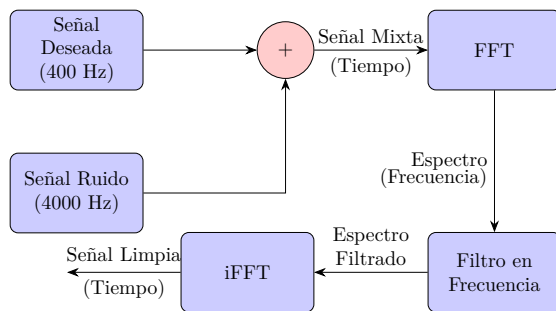 Señal
Deseada
(400 Hz)
+
Señal Mixta
(Tiempo)
FFT
Señal Ruido
(4000 Hz)
Espectro
(Frecuencia)
Filtro en
Frecuencia
Espectro
Filtrado
iFFT
Señal Limpia
(Tiempo)